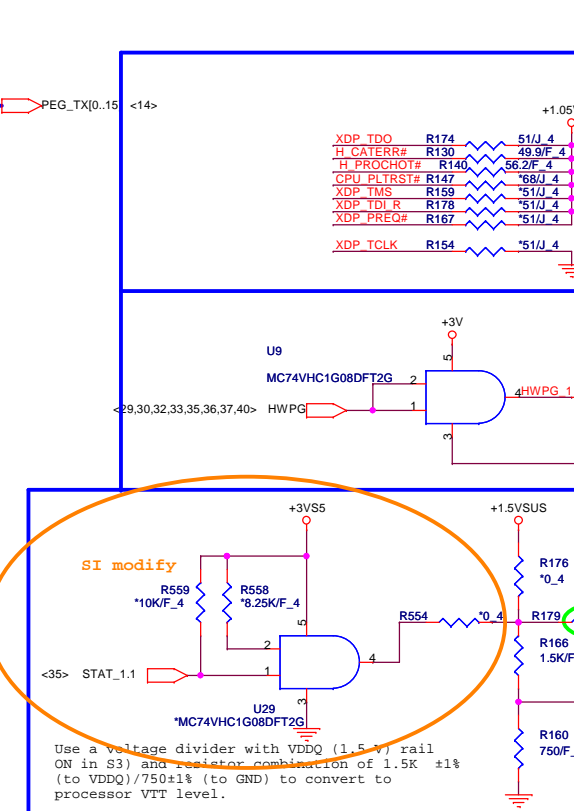 PEG_TX[0..15 <14>
+1.05
XDP_TDO R174 51/J_4
H_CATERR# R130 49.9/F_4
H_PROCHOT# R140 56.2/F_4
CPU_PLTRST# R147 *68/J_4
XDP_TMS R159 *51/J_4
XDP_TDI_R R178 *51/J_4
XDP_PREQ# R167 *51/J_4
XDP_TCLK R154 *51/J_4
+3V
U9
5
MC74VHC1G08DFT2G
2
4 HWPG_1
<29,30,32,33,35,36,37,40> HWPG
1
3
+3VS5
+1.5VSUS
SI modify
R176
*0_4
R559
*10K/F_4
R558
*8.25K/F_4
5
R554 *0_4
R179
2
R166
1.5K/F
4
<35> STAT_1.1
1
3
U29
*MC74VHC1G08DFT2G
R160
750/F_
Use a voltage divider with VDDQ (1.5 V) rail
ON in S3) and resistor combination of 1.5K ±1%
(to VDDQ)/750±1% (to GND) to convert to
processor VTT level.